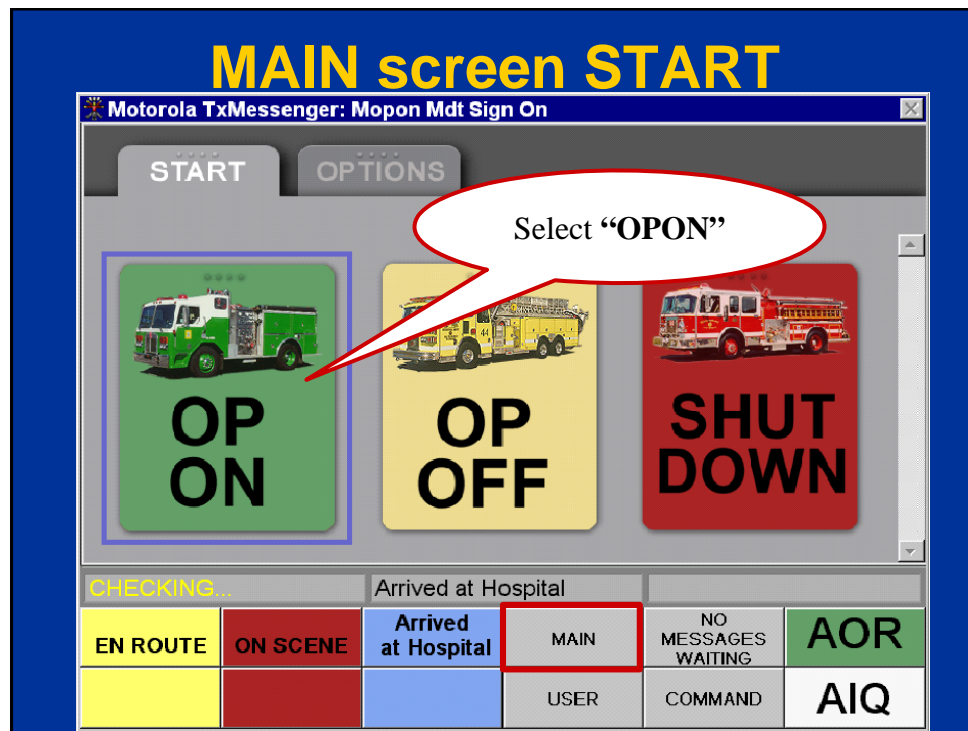 MAIN screen START
Motorola TxMessenger: Mopon Mdt Sign On
START
OPTIONS
Select “OPON”
OP
ON
44
OP
OFF
SHUT
DOWN
CHECKING...
Arrived at Hospital
EN ROUTE
ON SCENE
Arrived
at Hospital
MAIN
NO
MESSAGES
WAITING
AOR
USER
COMMAND
AIQ